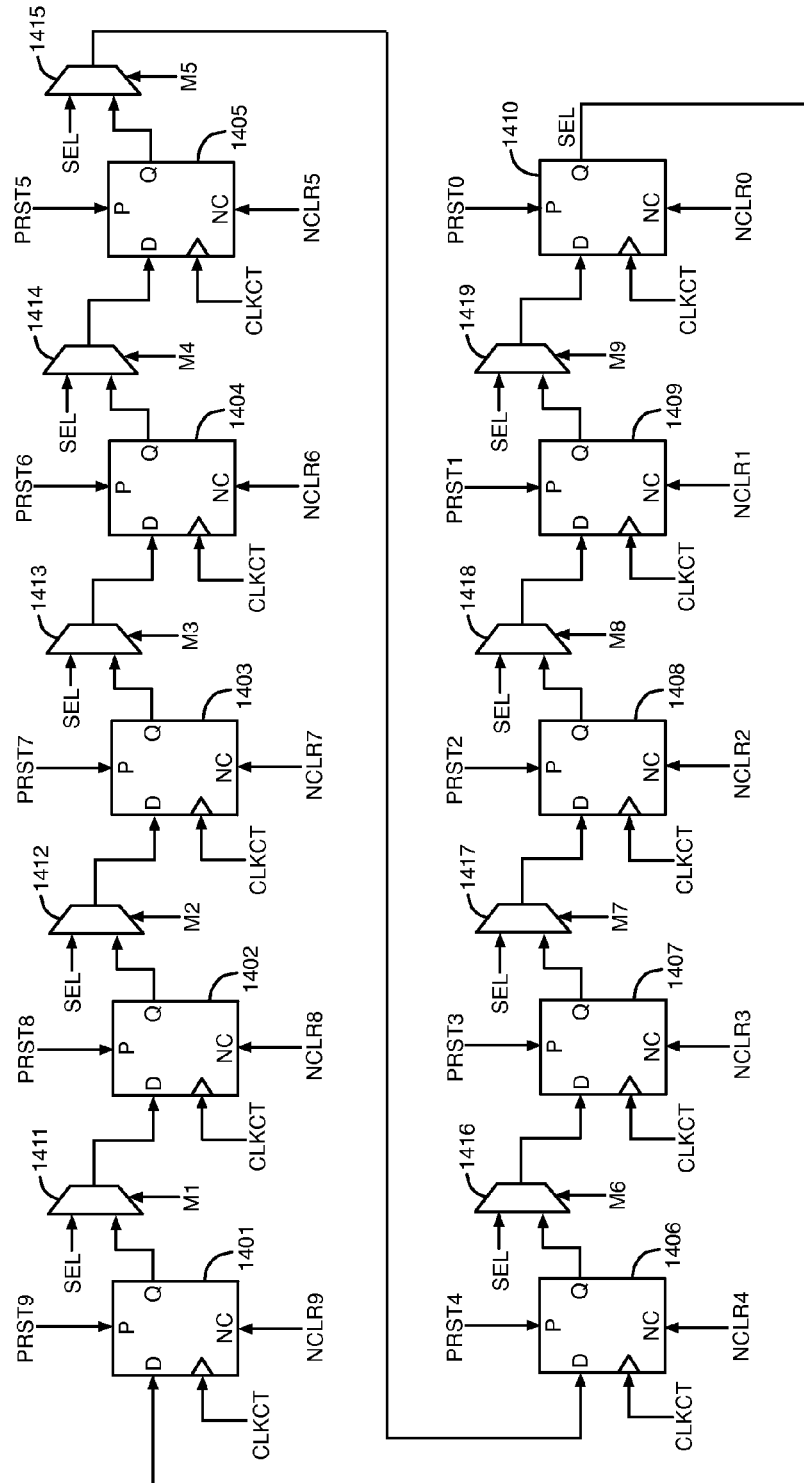 PRST9
P
1401
D
Q
NC
CLKCT
NCLR9
SEL
1411
M1
PRST8
P
1402
D
Q
NC
CLKCT
NCLR8
SEL
1412
M2
PRST7
P
1403
D
Q
NC
CLKCT
NCLR7
SEL
1413
M3
PRST6
P
1404
D
Q
NC
CLKCT
NCLR6
SEL
1414
M4
PRST5
P
1405
D
Q
NC
CLKCT
NCLR5
SEL
1415
M5
PRST4
P
1406
D
Q
NC
CLKCT
NCLR4
SEL
1416
M6
PRST3
P
1407
D
Q
NC
CLKCT
NCLR3
SEL
1417
M7
PRST2
P
1408
D
Q
NC
CLKCT
NCLR2
SEL
1418
M8
PRST1
P
1409
D
Q
NC
CLKCT
NCLR1
SEL
1419
M9
PRST0
P
1410
D
Q
NC
CLKCT
NCLR0
SEL